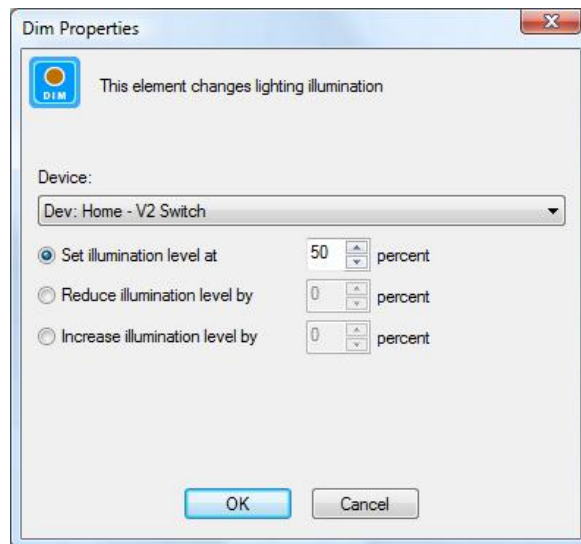 Dim Properties
DIM
This element changes lighting illumination
Device:
Dev: Home - V2 Switch
Set illumination level at 50 percent
Reduce illumination level by 0 percent
Increase illumination level by 0 percent
OK Cancel